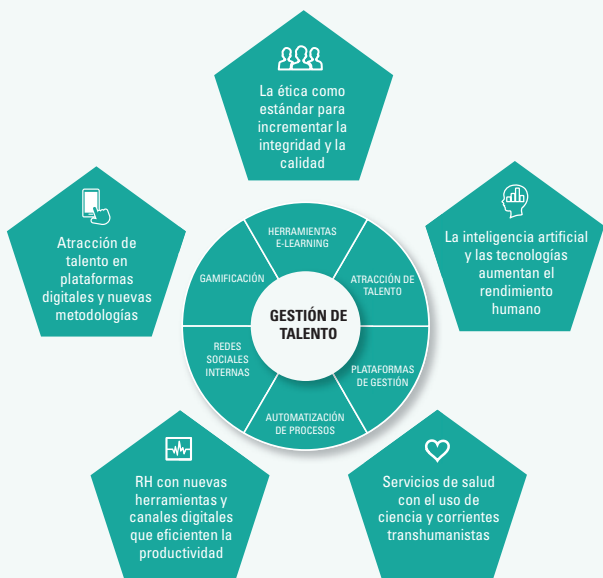 La ética como
estándar para
incrementar la
integridad y la
calidad
Atracción de
talento en
plataformas
digitales y nuevas
metodologías
La inteligencia artificial
y las tecnologías
aumentan el
rendimiento
humano
HERRAMIENTAS
E-LEARNING
GAMIFICACIÓN
ATRACCIÓN DE
TALENTO
GESTIÓN DE
TALENTO
REDES
SOCIALES
INTERNAS
PLATAFORMAS
DE GESTIÓN
AUTOMATIZACIÓN
DE PROCESOS
RH con nuevas
herramientas y
canales digitales
que eficienten la
productividad
Servicios de salud
con el uso de
ciencia y corrientes
transhumanistas